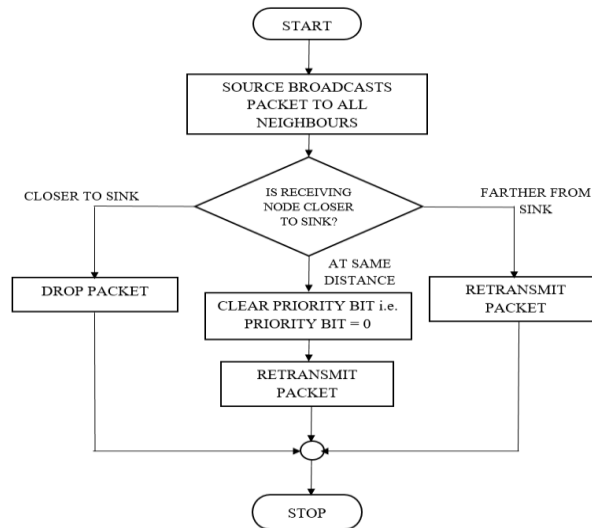 START
SOURCE BROADCASTS
PACKET TO ALL
NEIGHBOURS
CLOSER TO SINK
IS RECEIVING
NODE CLOSER
TO SINK?
FARTHER FROM
SINK
AT SAME
DISTANCE
DROP PACKET
CLEAR PRIORITY BIT i.e.
PRIORITY BIT = 0
RETRANSMIT
PACKET
RETRANSMIT
PACKET
STOP